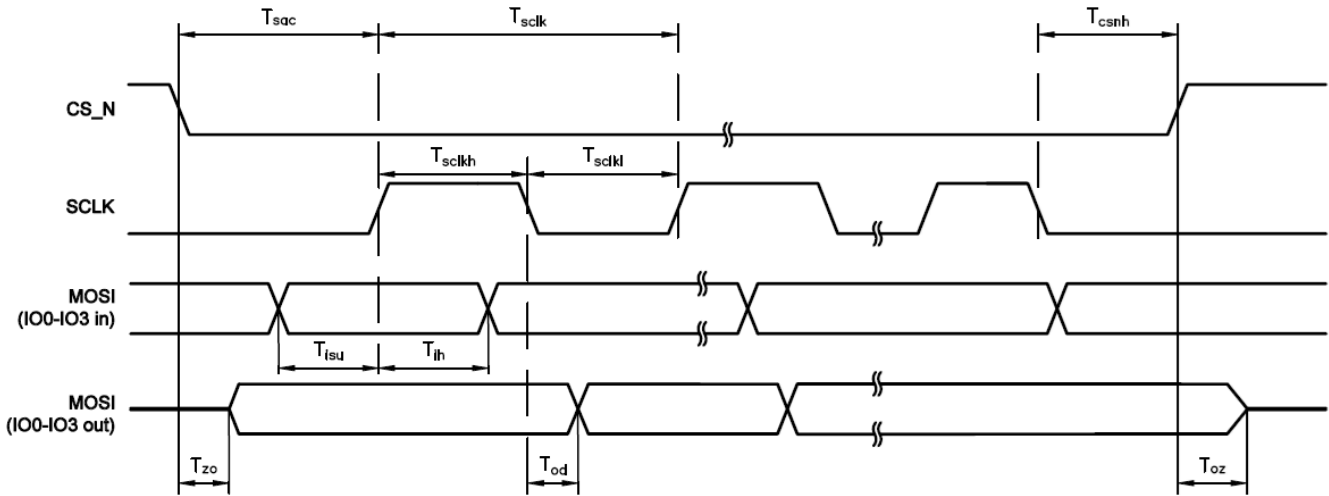 Tsac Tsclk Tcsnh
CS_N
Tsclkh Tsclkl
SCLK
MOSI
(IO0-IO3 in)
Tisu Tih
MOSI
(IO0-IO3 out)
Tzo Tod Toz